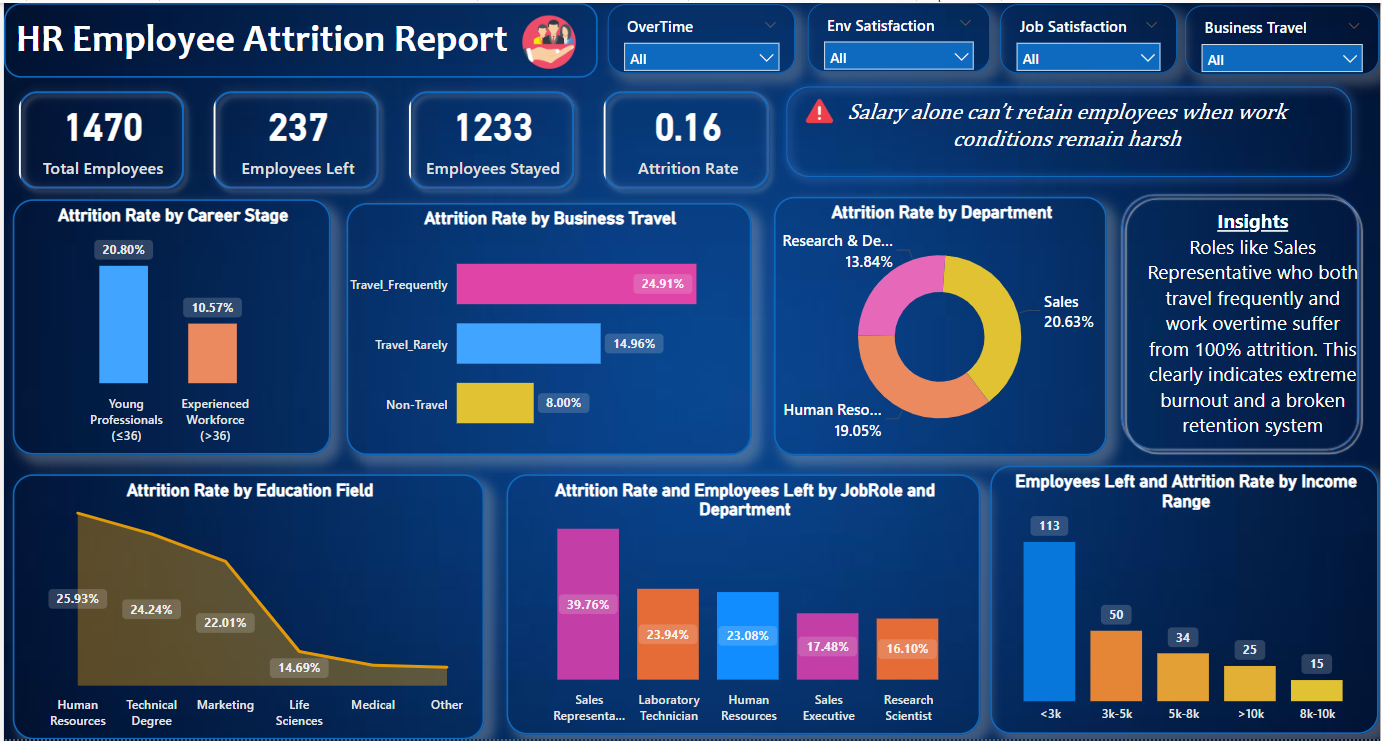 HR Employee Attrition Report
OverTime
All
Env Satisfaction
All
Job Satisfaction
All
Business Travel
All
1470
Total Employees
237
Employees Left
1233
Employees Stayed
0.16
Attrition Rate
Salary alone can't retain employees when work
conditions remain harsh
Attrition Rate by Career Stage
20.80%
10.57%
Young
Professionals
(≤36)
Experienced
Workforce
(>36)
Attrition Rate by Business Travel
Travel_Frequently
24.91%
Travel_Rarely
14.96%
Non-Travel
8.00%
Attrition Rate by Department
Research & De...
13.84%
Sales
20.63%
Human Reso...
19.05%
Insights
Roles like Sales
Representative who both
travel frequently and
work overtime suffer
from 100% attrition. This
clearly indicates extreme
burnout and a broken
retention system
Attrition Rate by Education Field
25.93%
24.24%
22.01%
14.69%
Human
Resources
Technical
Degree
Marketing
Life
Sciences
Medical
Other
Attrition Rate and Employees Left by JobRole and
Department
39.76%
23.94%
23.08%
17.48%
16.10%
Sales
Representa...
Laboratory
Technician
Human
Resources
Sales
Executive
Research
Scientist
Employees Left and Attrition Rate by Income
Range
113
50
34
25
15
<3k
3k-5k
5k-8k
>10k
8k-10k